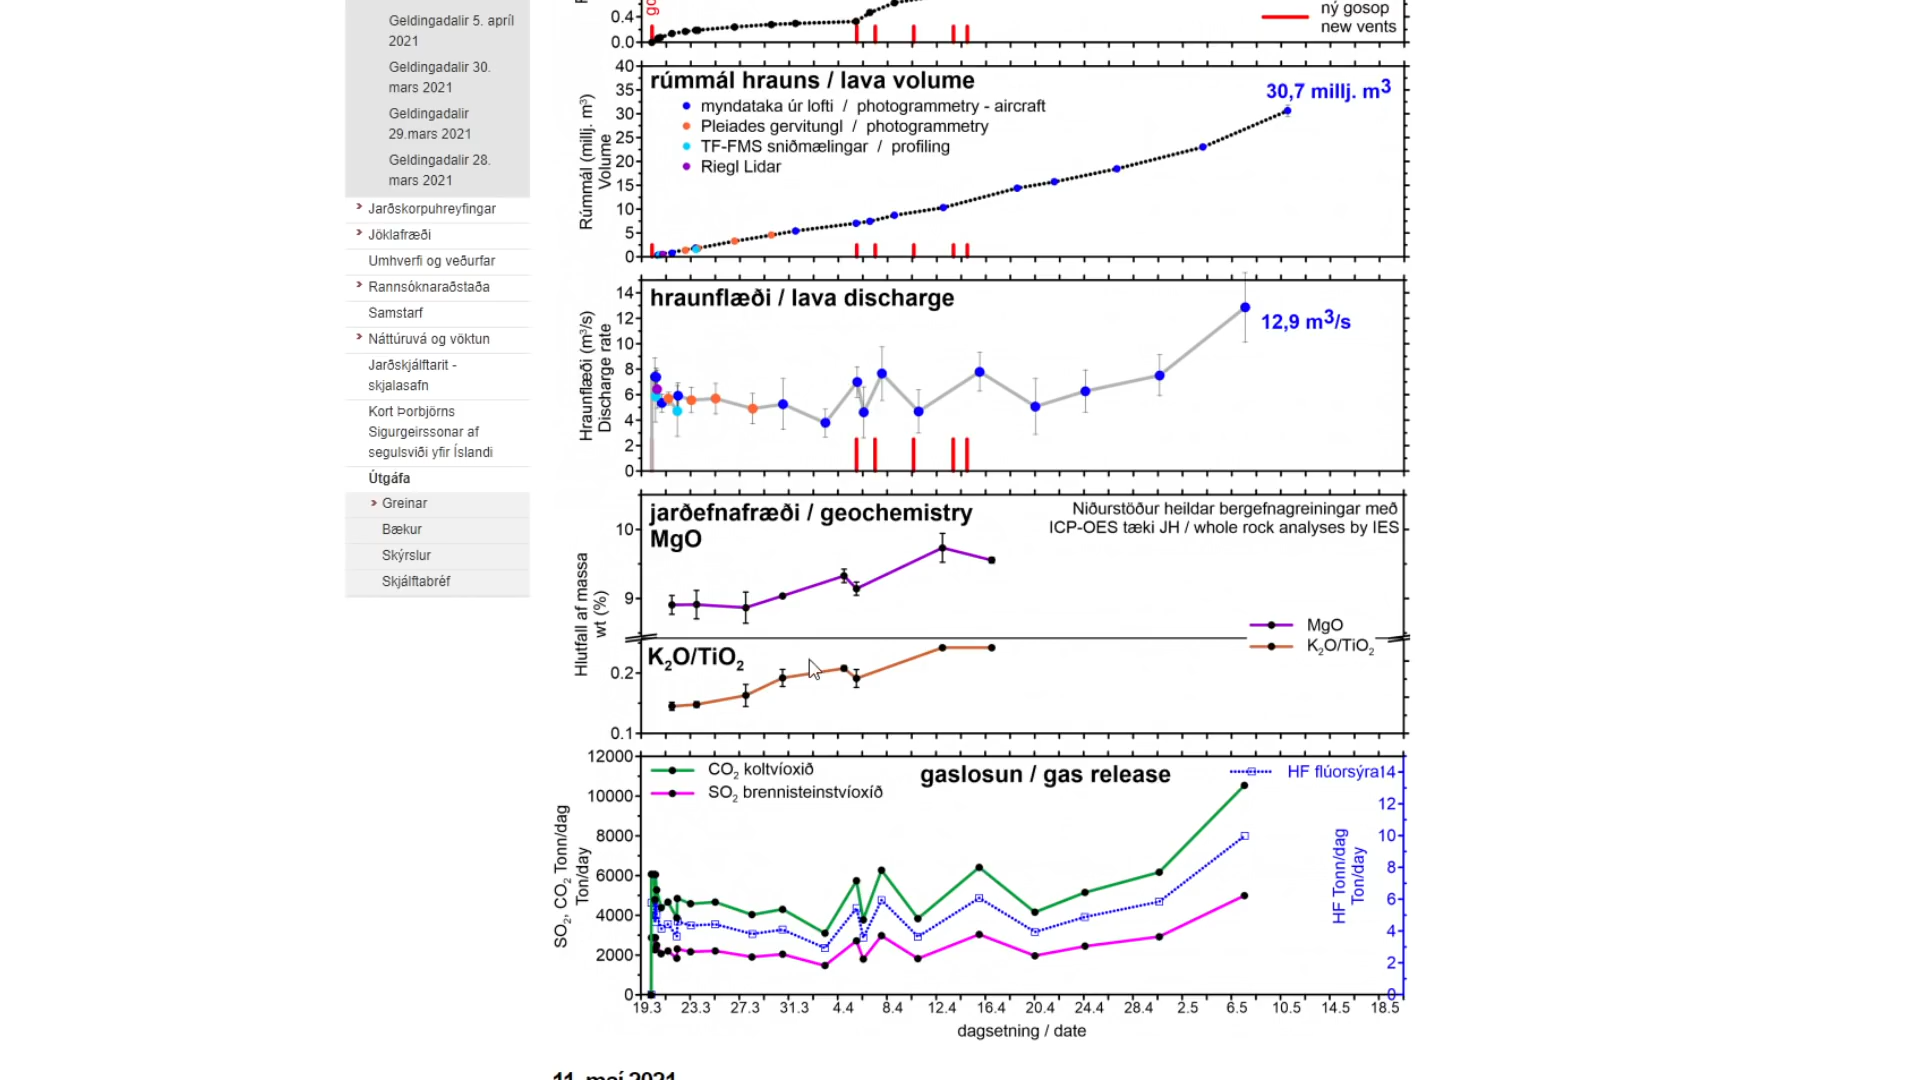 Geldingadalir 5. apríl
2021
Geldingadalir 30.
mars 2021
Geldingadalir
29.mars 2021
Geldingadalir 28.
mars 2021
Jarðskorpuhreyfingar
Jöklafræði
Umhverfi og veðurfar
Rannsóknaraðstaða
Samstarf
Náttúruvá og vöktun
Jarðskjálftarit -
skjalasafn
Kort Þorbjörns
Sigurgeirssonar af
segulsviði yfir Íslandi
Útgáfa
Greinar
Bækur
Skýrslur
Skjálftabréf
0.4
0.0
ný gosop
new vents
rúmmál hrauns / lava volume
30,7 millj. m3
myndataka úr lofti / photogrammetry - aircraft
Pleiades gervitungl / photogrammetry
TF-FMS sniðmælingar / profiling
Riegl Lidar
Rúmmál (millj. m3)
Volume
40
35
30
25
20
15
10
5
0
hraunflæði / lava discharge
12,9 m3/s
Hraunflæði (m3/s)
Discharge rate
14
12
10
8
6
4
2
0
jarðefnafræði / geochemistry
MgO
Niðurstöður heildar bergefnagreiningar með
ICP-OES tæki JH / whole rock analyses by IES
Hlutfall af massa
wt (%)
10
9
MgO
K2O/TiO2
K2O/TiO2
0.2
0.1
CO2 koltvíoxið
SO2 brennisteinstvíoxíð
gaslosun / gas release
HF flúorsýra
SO2, CO2 Tonn/dag
Ton/day
12000
10000
8000
6000
4000
2000
0
HF Tonn/dag
Ton/day
14
12
10
8
6
4
2
0
19.3 23.3 27.3 31.3 4.4 8.4 12.4 16.4 20.4 24.4 28.4 2.5 6.5 10.5 14.5 18.5
dagsetning / date
11. maí 2021